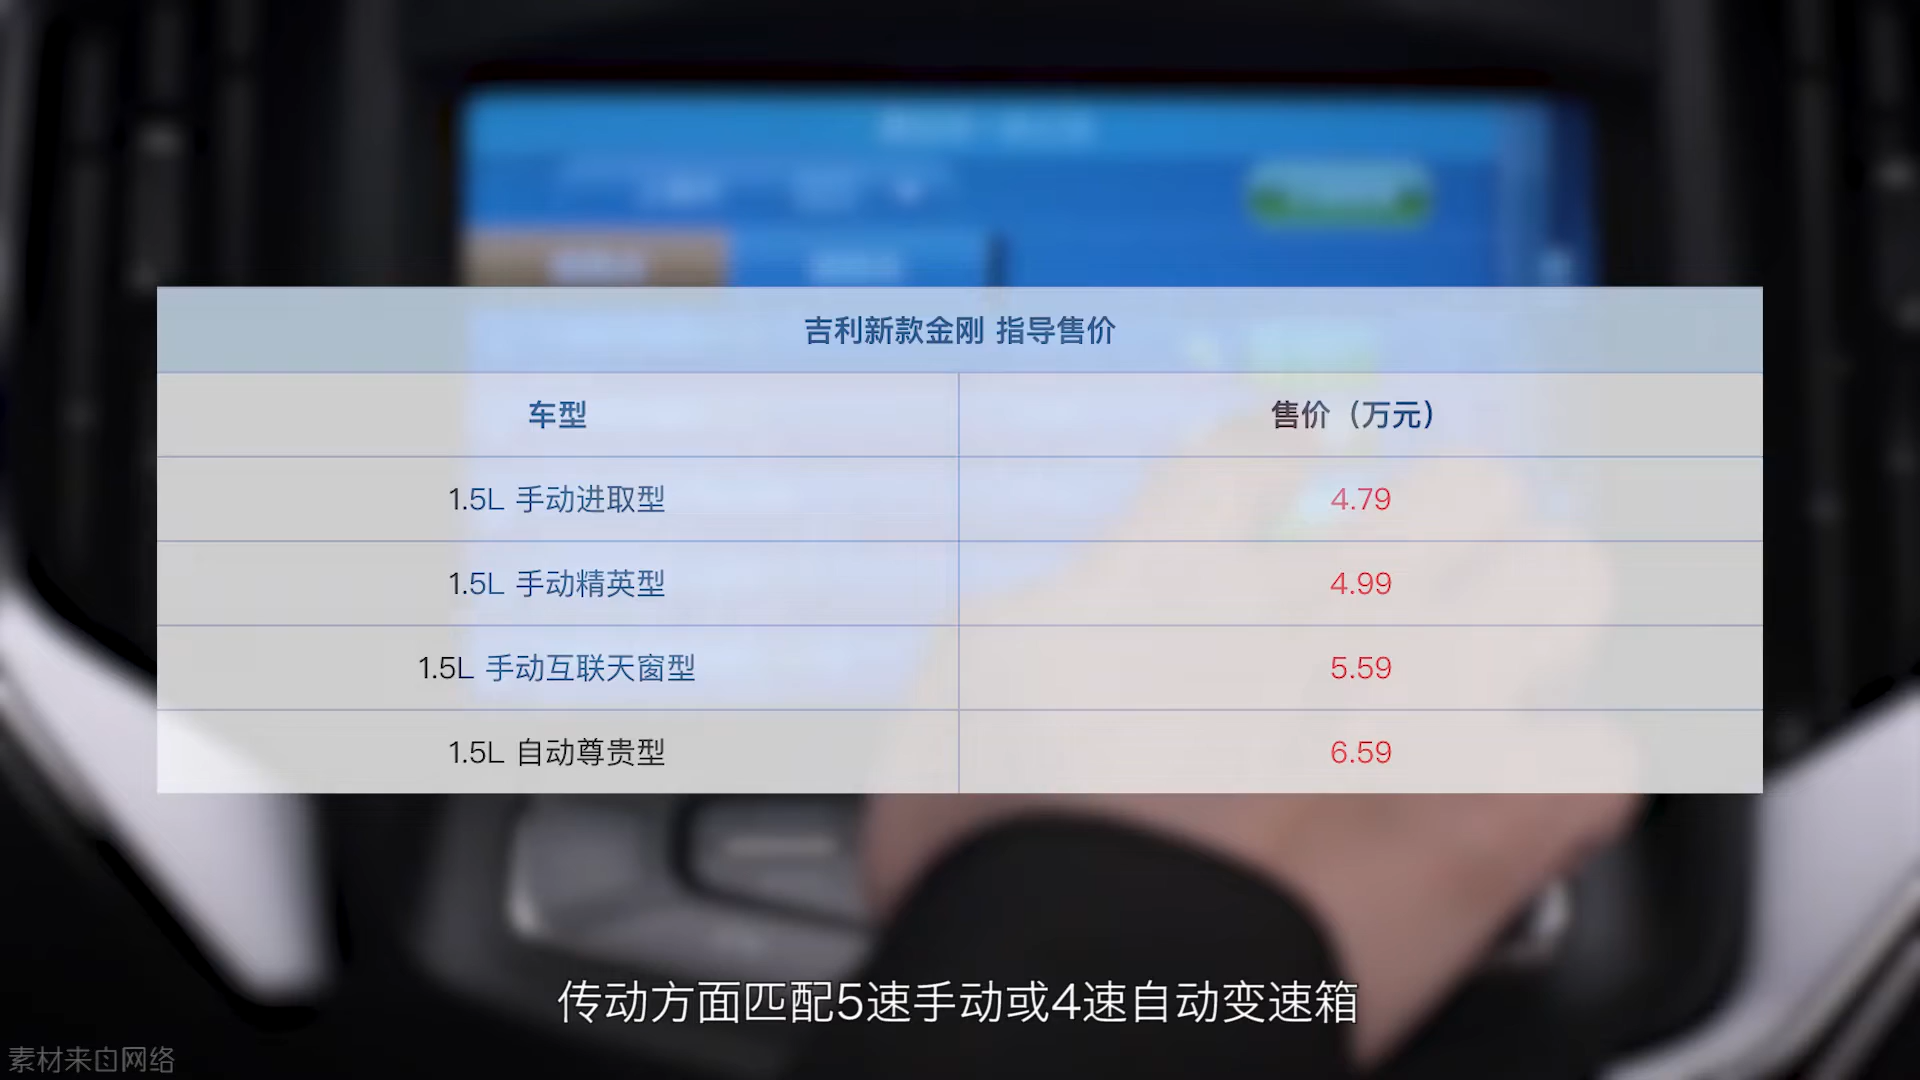 吉利新款金刚 指导售价
车型 售价（万元）
1.5L 手动进取型 4.79
1.5L 手动精英型 4.99
1.5L 手动互联天窗型 5.59
1.5L 自动尊贵型 6.59
传动方面匹配5速手动或4速自动变速箱
素材来自网络